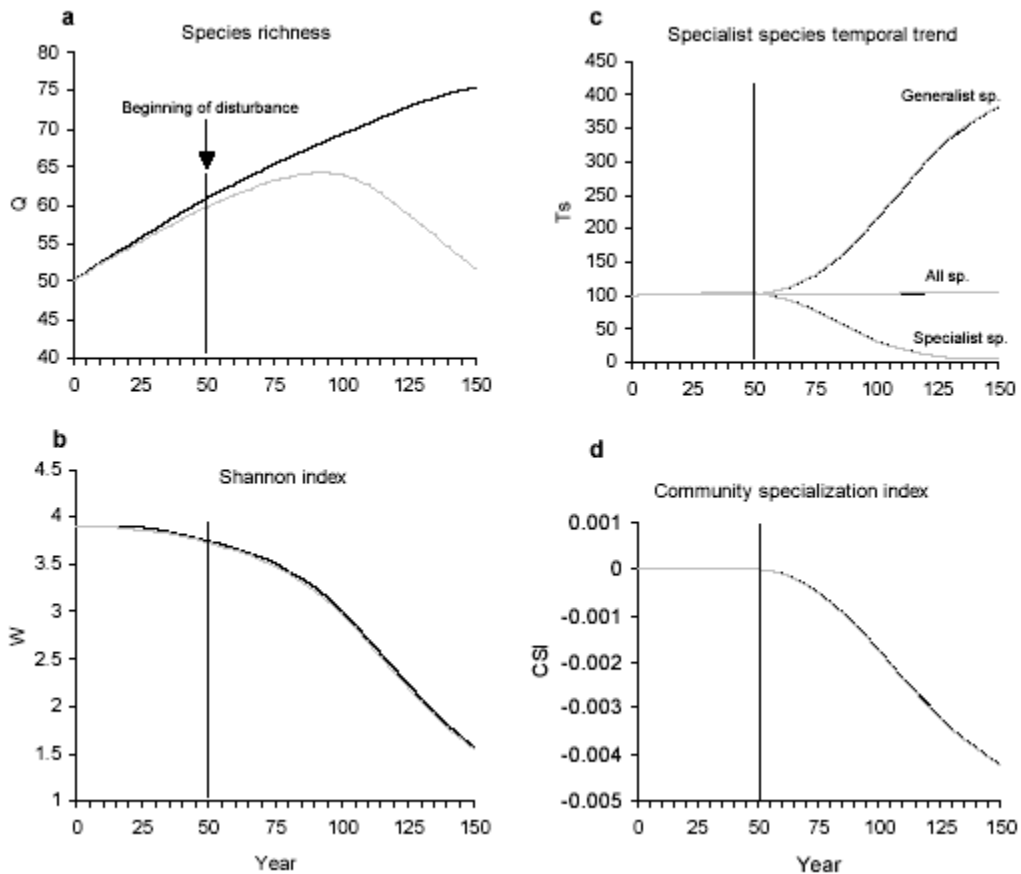 a
Species richness
80
75
70
65
60
55
50
45
40
Q
Beginning of disturbance
0 25 50 75 100 125 150
c
Specialist species temporal trend
450
400
350
300
250
200
150
100
50
0
Ts
Generalist sp.
All sp.
Specialist sp.
0 25 50 75 100 125 150
b
Shannon index
4.5
4
3.5
3
2.5
2
1.5
1
W
0 25 50 75 100 125 150
Year
d
Community specialization index
0.001
0
-0.001
-0.002
-0.003
-0.004
-0.005
CSI
0 25 50 75 100 125 150
Year